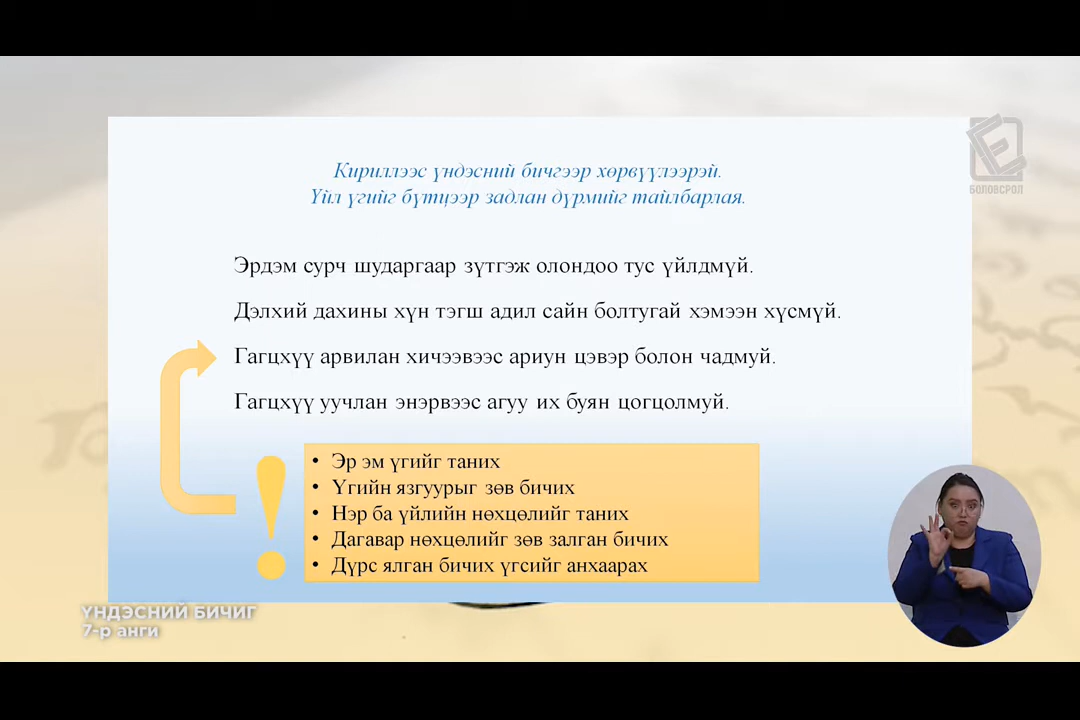 БОЛОВСРОЛ
Кириллээс үндэсний бичгээр хөрвүүлээрэй.
Үйл үгийг бүтцээр задлан дүрмийг тайлбарлая.
Эрдэм сурч шударгаар зүтгэж олондоо тус үйлдмүй.
Дэлхий дахины хүн тэгш адил сайн болтугай хэмээн хүсмүй.
Гагцхүү арвилан хичээвээс ариун цэвэр болон чадмуй.
Гагцхүү уучлан энэрвээс агуу их буян цогцолмуй.
! • Эр эм үгийг таних
• Үгийн язгуурыг зөв бичих
• Нэр ба үйлийн нөхцөлийг таних
• Дагавар нөхцөлийг зөв залган бичих
• Дүрс ялган бичих үгсийг анхаарах
ҮНДЭСНИЙ БИЧИГ
7-р анги